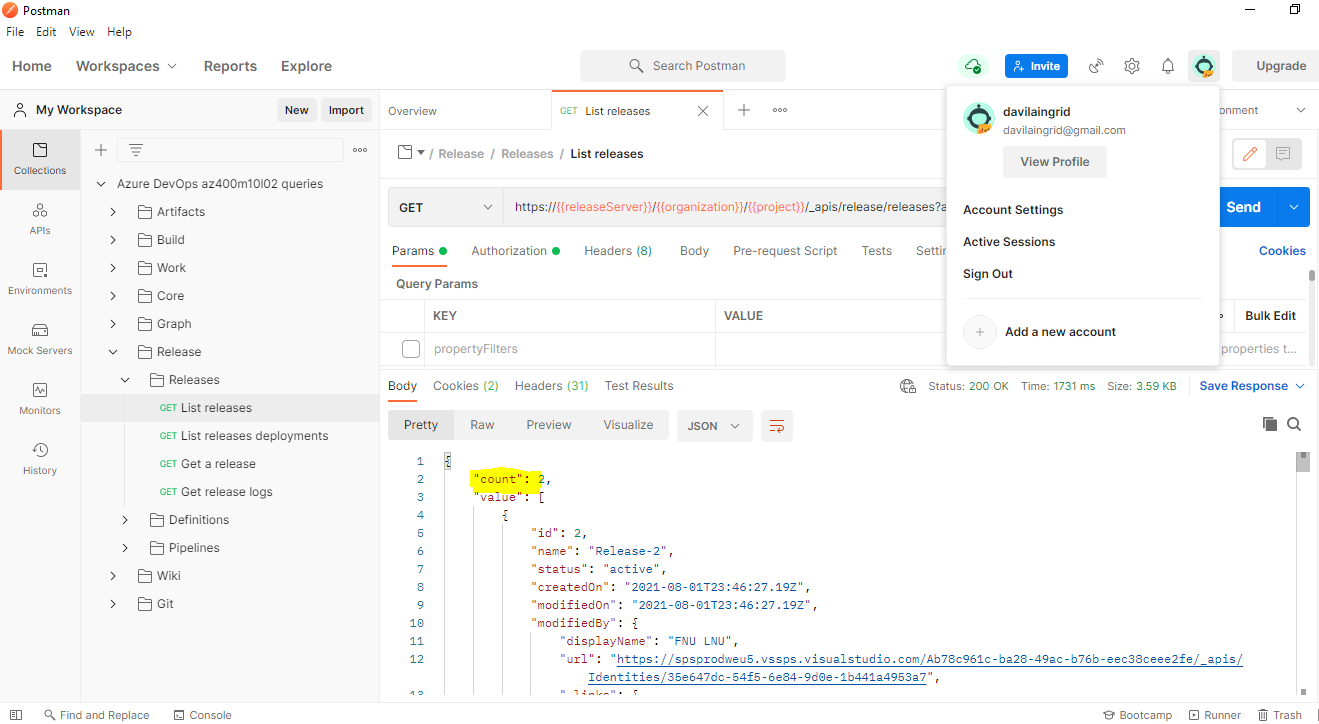 Postman
File Edit View Help
Home Workspaces Reports Explore Search Postman Invite Upgrade
My Workspace New Import Overview GET List releases
davilaingrid
davilaingrid@gmail.com
View Profile
Account Settings
Active Sessions
Sign Out
Add a new account
Collections
APIs
Environments
Mock Servers
Monitors
History
Azure DevOps az400m10l02 queries
Artifacts
Build
Work
Core
Graph
Release
Releases
GET List releases
GET List releases deployments
GET Get a release
GET Get release logs
Definitions
Pipelines
Wiki
Git
/ Release / Releases / List releases
GET https://{{releaseServer}}/{{organization}}/{{project}}/_apis/release/releases?a Send
Params Authorization Headers (8) Body Pre-request Script Tests Settin Cookies
Query Params
KEY VALUE Bulk Edit
propertyFilters properties t...
Body Cookies (2) Headers (31) Test Results Status: 200 OK Time: 1731 ms Size: 3.59 KB Save Response
Pretty Raw Preview Visualize JSON
1 {
2 "count": 2,
3 "value": [
4 {
5 "id": 2,
6 "name": "Release-2",
7 "status": "active",
8 "createdOn": "2021-08-01T23:46:27.19Z",
9 "modifiedOn": "2021-08-01T23:46:27.19Z",
10 "modifiedBy": {
11 "displayName": "FNU LNU",
12 "url": "https://spsprodweu5.vssps.visualstudio.com/Ab78c961c-ba28-49ac-b76b-eec38ceee2fe/_apis/
Identities/35e647dc-54f5-6e84-9d0e-1b441a4953a7",
13 "_links": {
Find and Replace Console Bootcamp Runner Trash